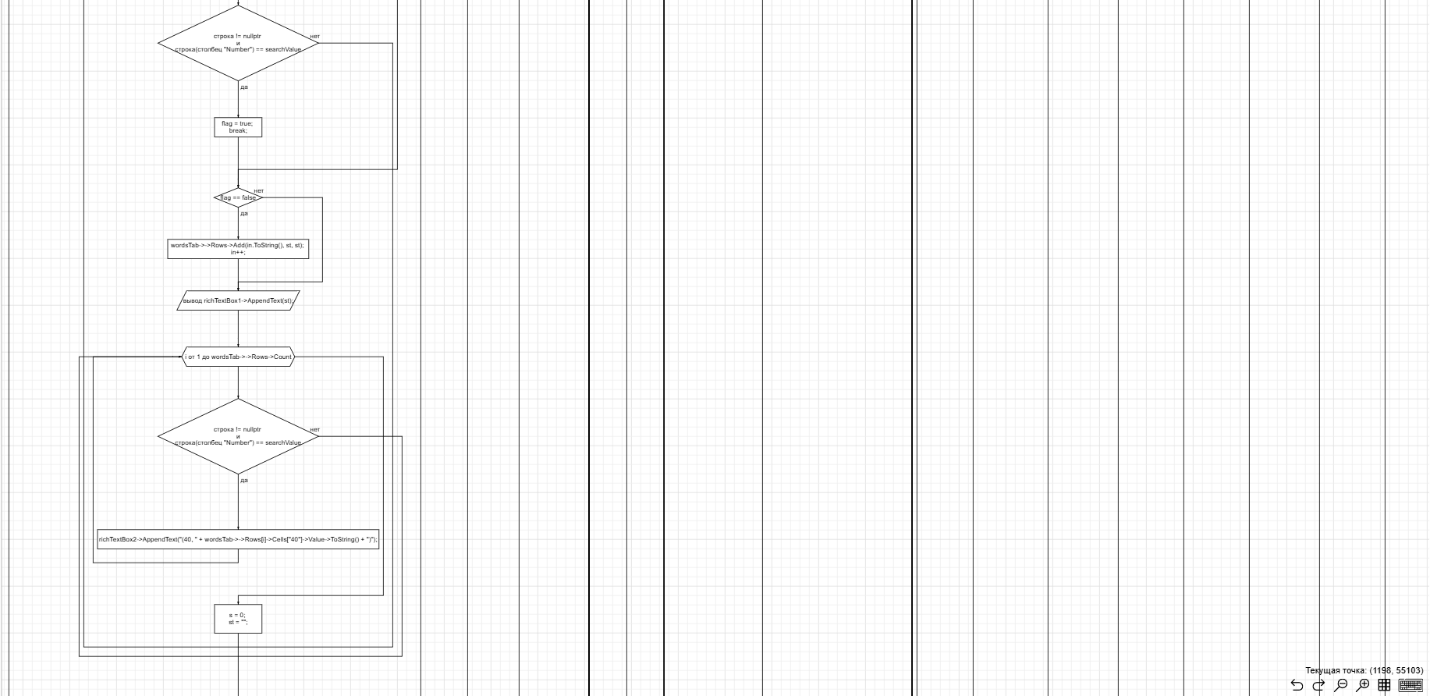 строка != nullptr
и
строка(столбец "Number") == searchValue
нет
да
flag = true;
break;
flag == false
нет
да
wordsTab->->Rows->Add(in.ToString(), st, st);
in++;
вывод richTextBox1->AppendText(st);
i от 1 до wordsTab->->Rows->Count
строка != nullptr
и
строка(столбец "Number") == searchValue
нет
да
richTextBox2->AppendText("(40, " + wordsTab->->Rows[i]->Cells["40"]->Value->ToString() + ")");
s = 0;
st = "";
Текущая точка: (1198, 55103)